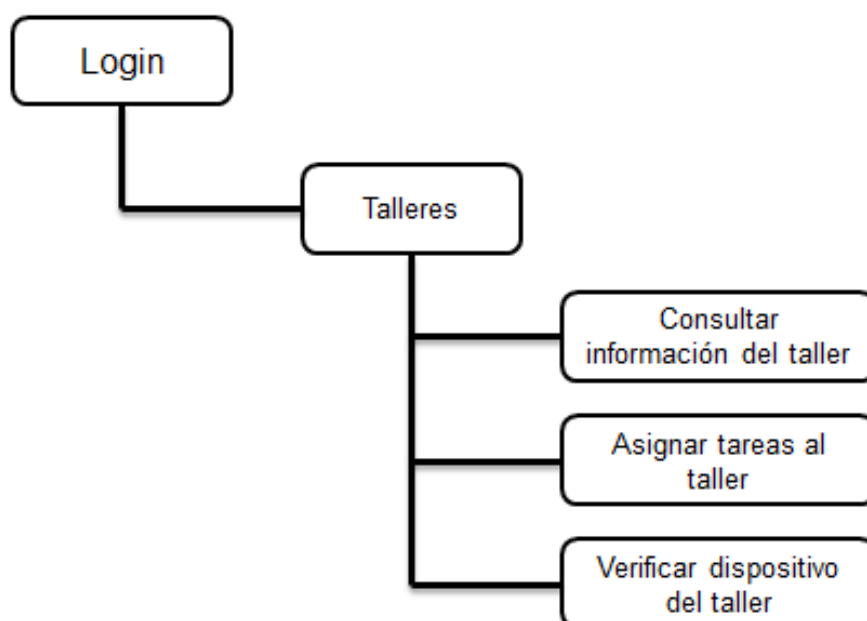 Login
Talleres
Consultar
información del taller
Asignar tareas al
taller
Verificar dispositivo
del taller